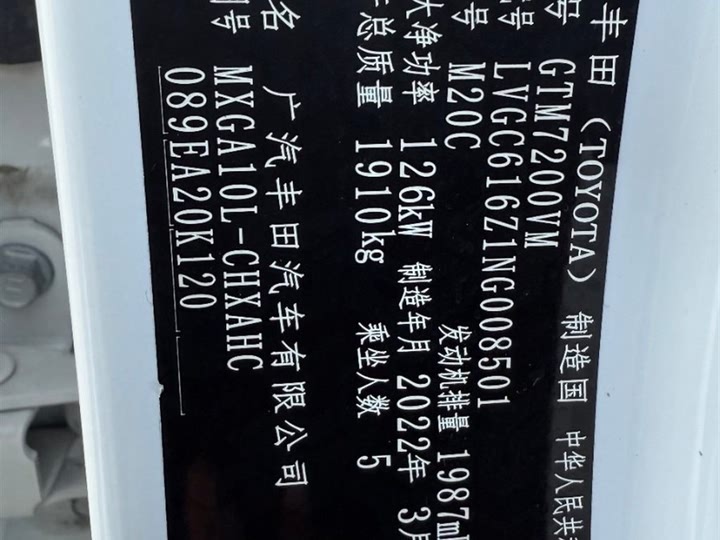 丰田 (TOYOTA) 制造国 中华人民共
号 GTM7200VM
号 LVGC616Z1NG008501
号 M20C 发动机排量 1987ml
大净功率 126kW 制造年月 2022年 3月
总质量 1910kg 乘坐人数 5
名 广汽丰田汽车有限公司
号 MXGA10L-CHXAHC
089EA20K120